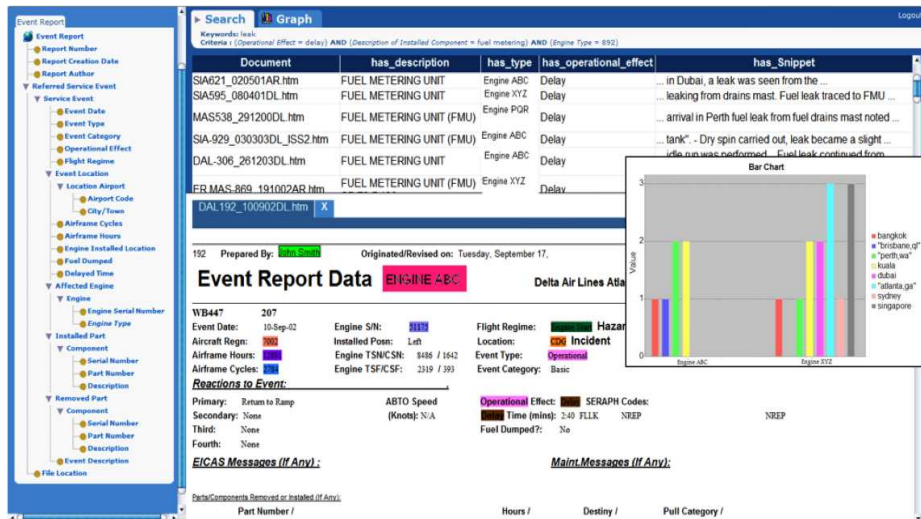 Event Report
Event Report
Report Number
Report Creation Date
Report Author
Referred Service Event
Service Event
Event Date
Event Type
Event Category
Operational Effect
Flight Regime
Event Location
Location Airport
Airport Code
City/Town
Airframe Cycles
Airframe Hours
Engine Installed Location
Fuel Dumped
Delayed Time
Affected Engine
Engine
Engine Serial Number
Engine Type
Installed Part
Component
Serial Number
Part Number
Description
Removed Part
Component
Serial Number
Part Number
Description
Event Description
File Location
Search Graph Logout
Keywords: leak
Criteria : (Operational Effect = delay) AND (Description of Installed Component = fuel metering) AND (Engine Type = 892)
Document has_description has_type has_operational_effect has_Snippet
SIA621_020501AR.htm FUEL METERING UNIT Engine ABC Delay ... in Dubai, a leak was seen from the ...
SIA595_080401DL.htm FUEL METERING UNIT Engine XYZ Delay ... leaking from drains mast. Fuel leak traced to FMU ...
MAS538_291200DL.htm FUEL METERING UNIT (FMU) Engine PQR Delay ... arrival in Perth fuel leak from fuel drains mast noted ...
SIA-929_030303DL_ISS2.htm FUEL METERING UNIT (FMU) Engine ABC Delay ... tank". - Dry spin carried out, leak became a slight ...
DAL-306_261203DL.htm FUEL METERING UNIT Engine ABC Delay ... idle run was performed... Fuel leak continued from
ER MAS-869_191002AR.htm FUEL METERING UNIT (FMU) Engine XYZ Delay
DAL192_100902DL.htm X
192 Prepared By: John Smith Originated/Revised on: Tuesday, September 17,
Event Report Data ENGINE ABC Delta Air Lines Atla
WB447 207
Event Date: 10-Sep-02 Engine S/N: 51175 Flight Regime: Hazar
Aircraft Regn: 7002 Installed Posn: Left Location: CDG Incident
Airframe Hours: Engine TSN/CSN: 8486 / 1642 Event Type: Operational
Airframe Cycles: 2784 Engine TSF/CSF: 2319 / 393 Event Category: Basic
Reactions to Event:
Primary: Return to Ramp ABTO Speed Operational Effect: SERAPH Codes:
Secondary: None (Knots): N/A Time (mins): 2:40 FLLK NREP NREP
Third: None Fuel Dumped?: No
Fourth: None
EICAS Messages (If Any) : Maint.Messages (If Any):
Parts/Components Removed or Installed (If Any):
Part Number / Hours / Destiny / Pull Category /
Bar Chart
3
2
1
0
Value
Engine ABC Engine XYZ
bangkok
"brisbane,ql"
"perth,wa"
kuala
dubai
"atlanta,ga"
sydney
singapore